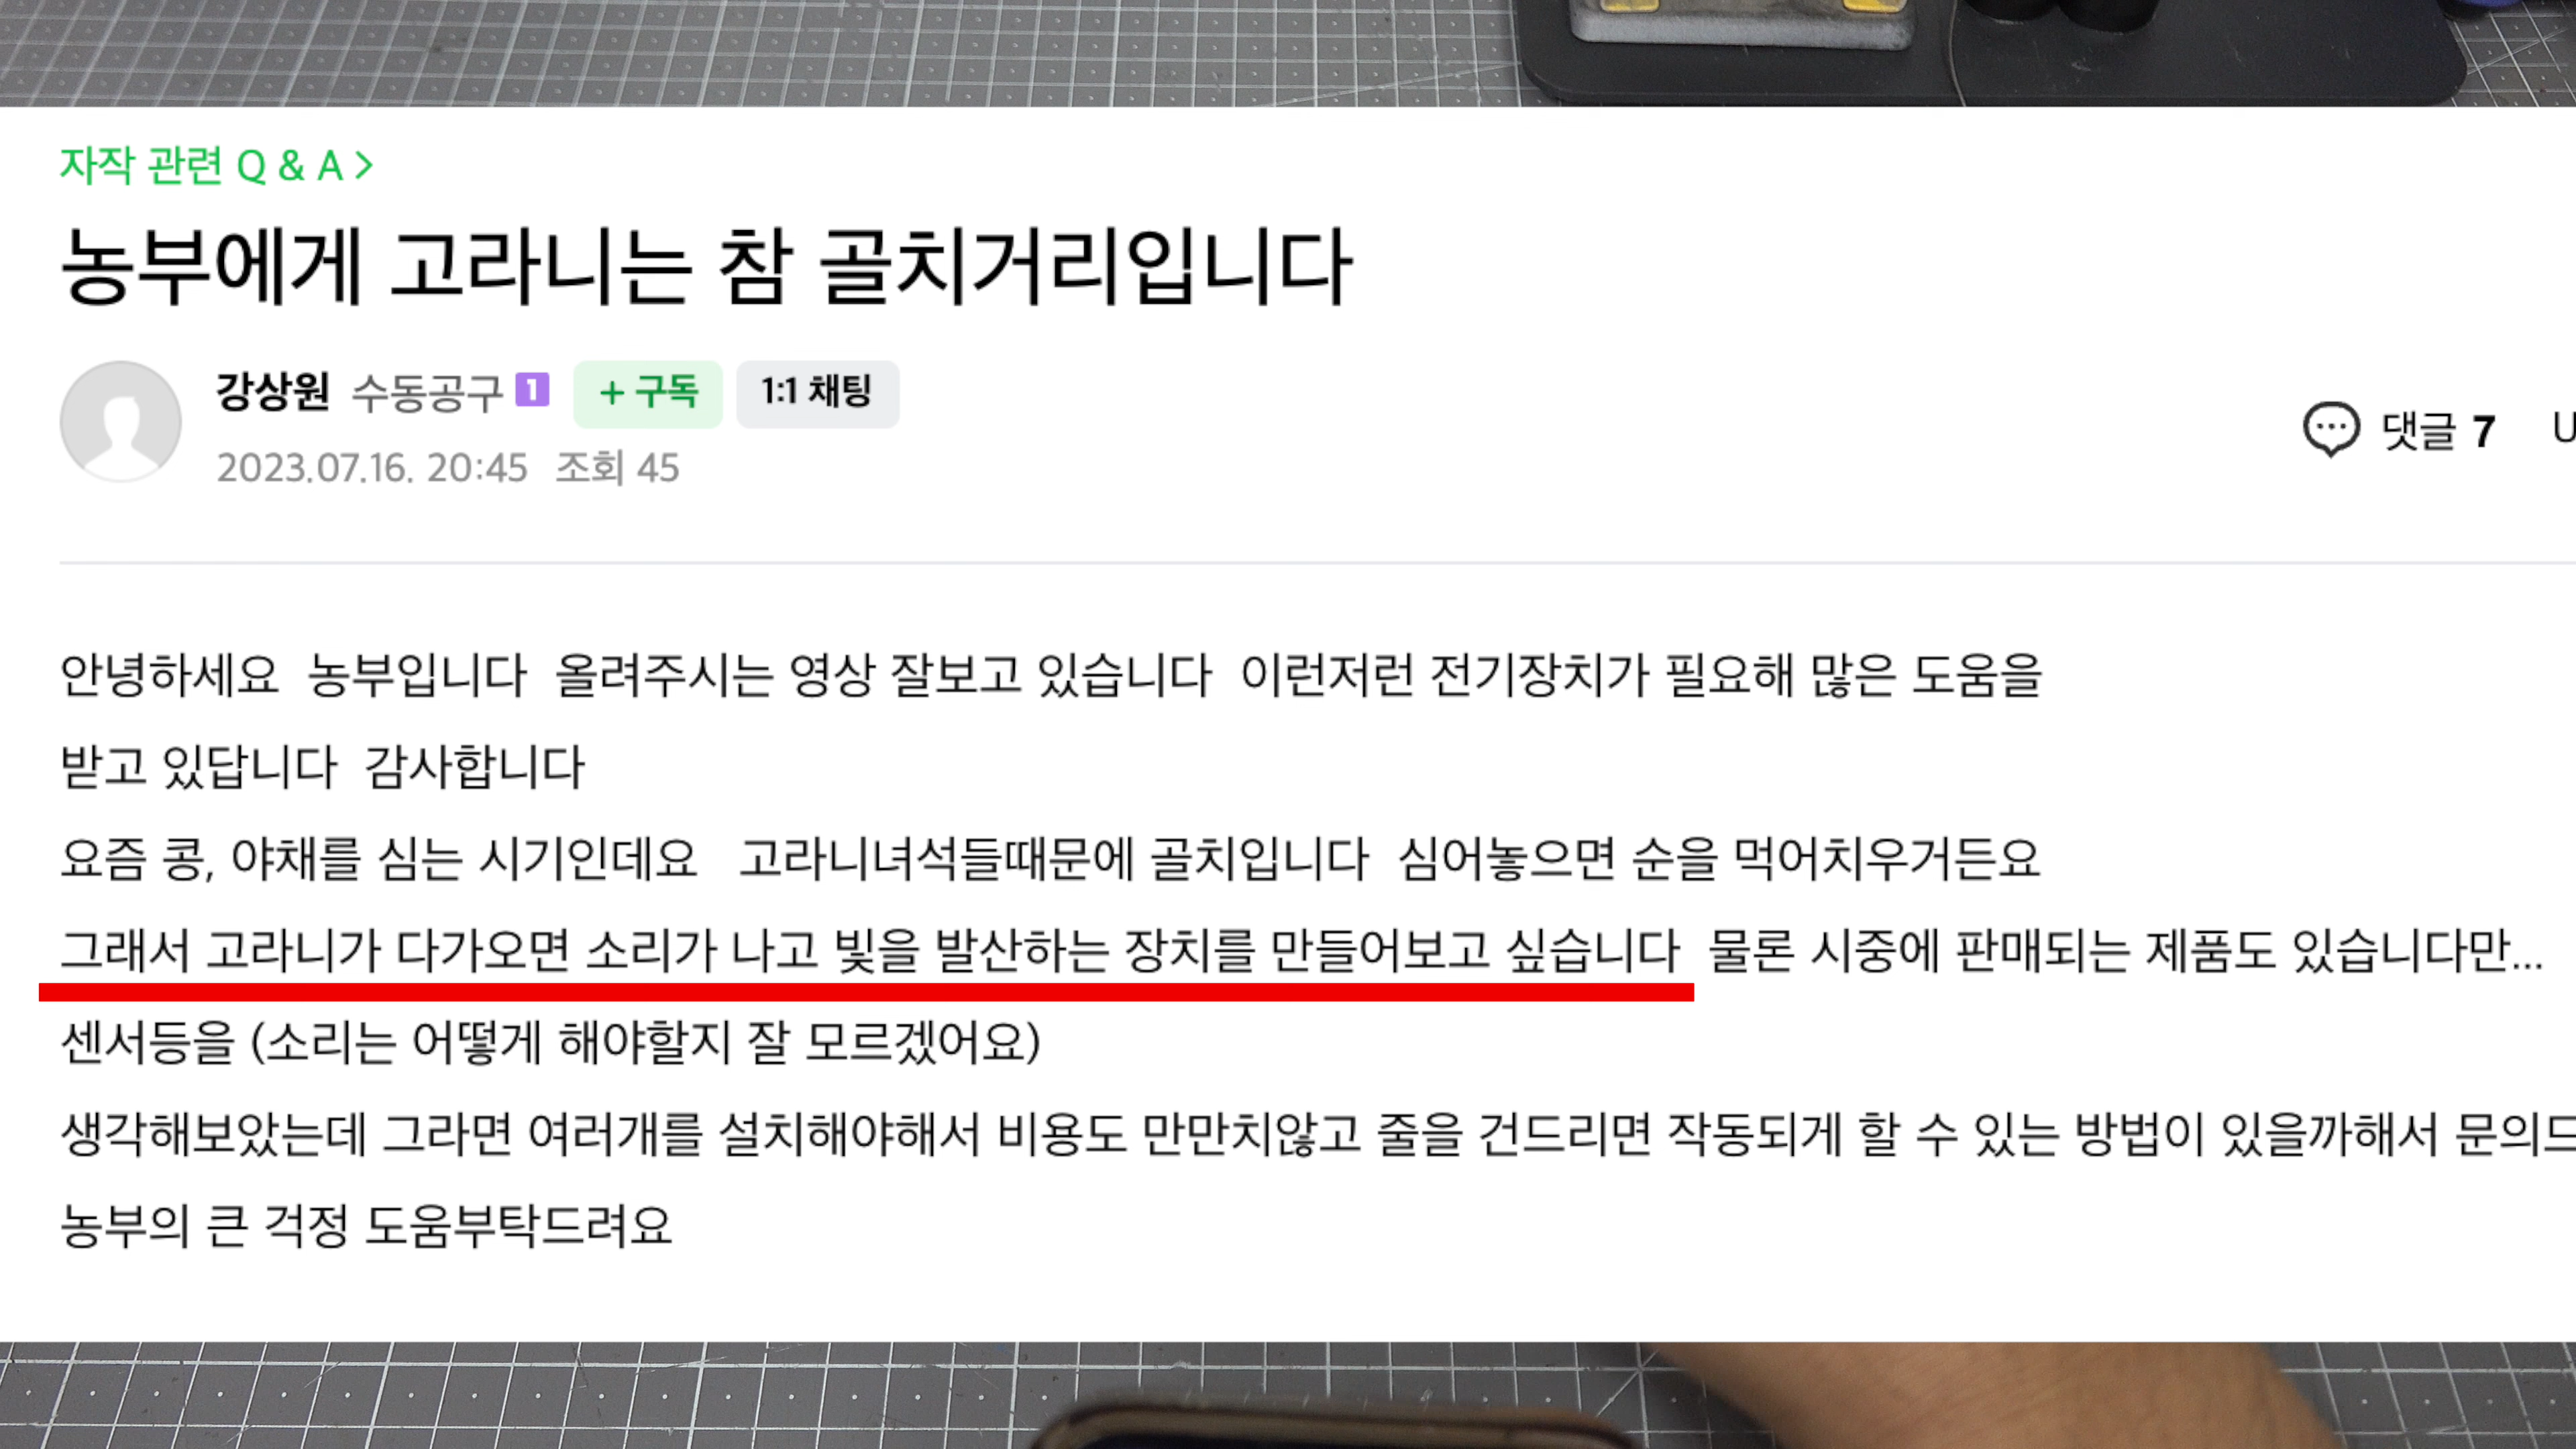 자작 관련 Q & A >
농부에게 고라니는 참 골치거리입니다
강상원 수동공구 1 + 구독 1:1 채팅
2023.07.16. 20:45 조회 45
댓글 7
안녕하세요 농부입니다 올려주시는 영상 잘보고 있습니다 이런저런 전기장치가 필요해 많은 도움을
받고 있답니다 감사합니다
요즘 콩, 야채를 심는 시기인데요 고라니녀석들때문에 골치입니다 심어놓으면 순을 먹어치우거든요
그래서 고라니가 다가오면 소리가 나고 빛을 발산하는 장치를 만들어보고 싶습니다 물론 시중에 판매되는 제품도 있습니다만...
센서등을 (소리는 어떻게 해야할지 잘 모르겠어요)
생각해보았는데 그라면 여러개를 설치해야해서 비용도 만만치않고 줄을 건드리면 작동되게 할 수 있는 방법이 있을까해서
농부의 큰 걱정 도움부탁드려요